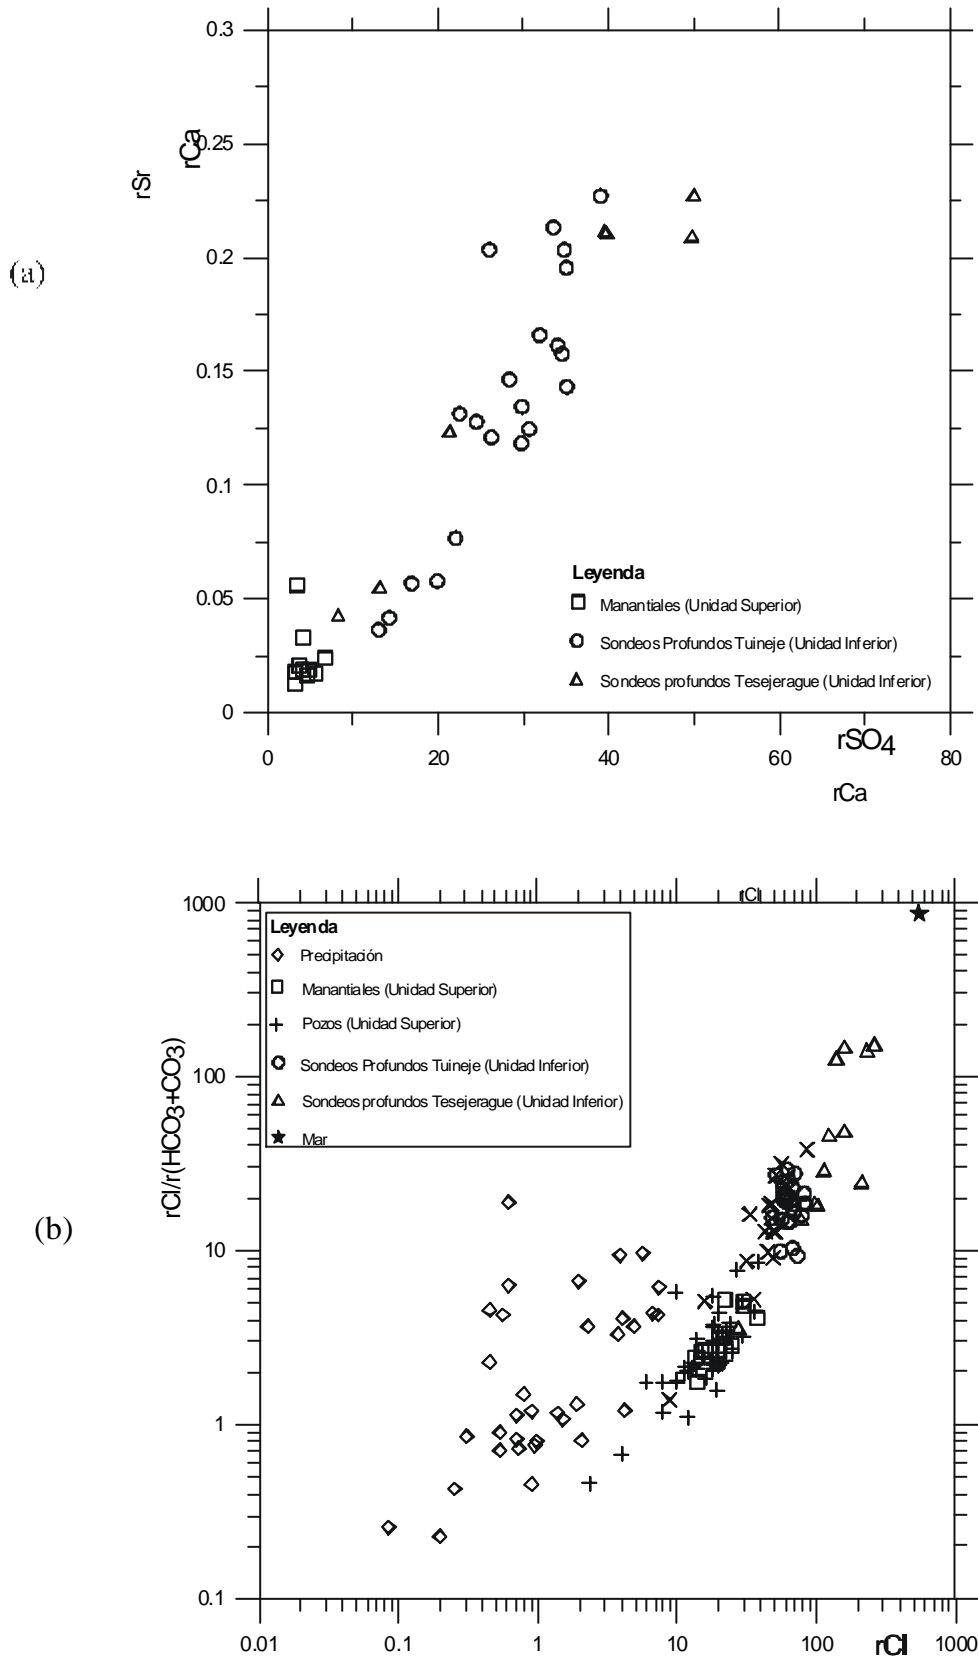 0.3
0.25
rCa
rSr
0.2
(a)
0.15
0.1
0.05
0
Leyenda
Manantiales (Unidad Superior)
Sondeos Profundos Tuineje (Unidad Inferior)
Sondeos profundos Tesejerague (Unidad Inferior)
0 20 40 60 80
rSO4
rCa
rCl
1000
100
10
1
0.1
rCl/r(HCO3+CO3)
(b)
Leyenda
Precipitación
Manantiales (Unidad Superior)
Pozos (Unidad Superior)
Sondeos Profundos Tuineje (Unidad Inferior)
Sondeos profundos Tesejerague (Unidad Inferior)
Mar
0.01 0.1 1 10 100 1000
rCl